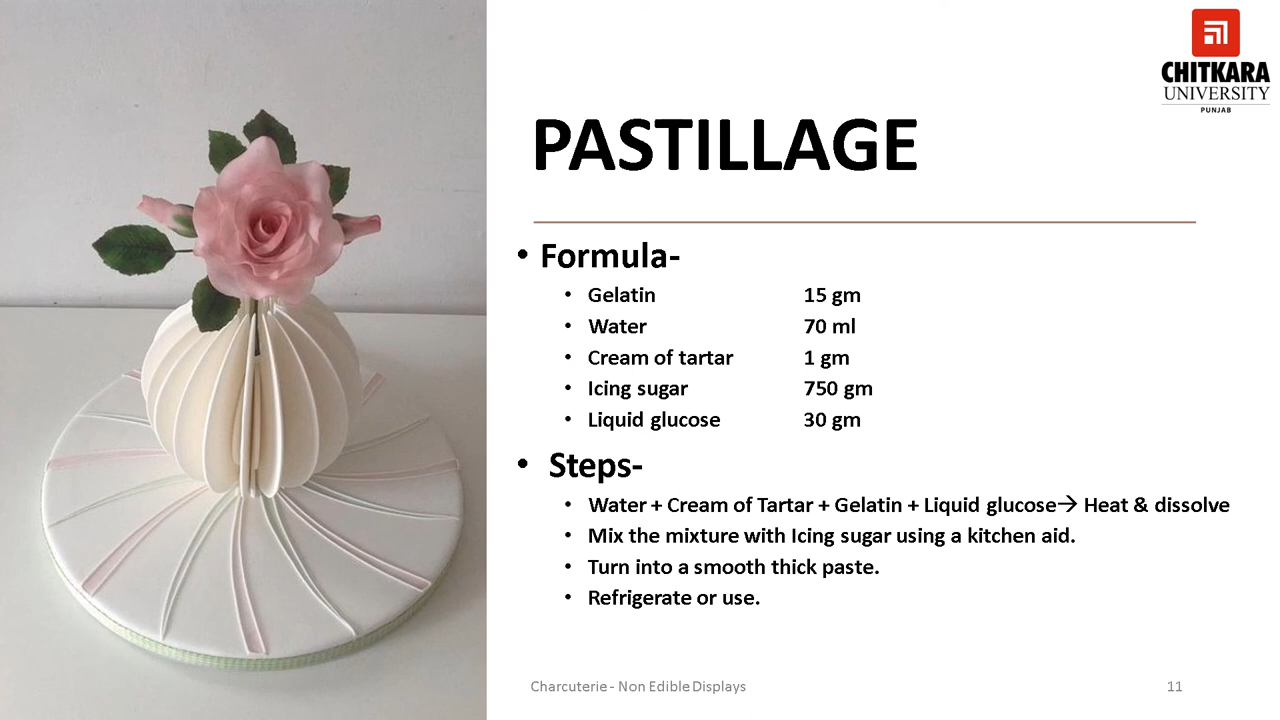 CHITKARA
UNIVERSITY
PUNJAB
PASTILLAGE
• Formula-
• Gelatin 15 gm
• Water 70 ml
• Cream of tartar 1 gm
• Icing sugar 750 gm
• Liquid glucose 30 gm
• Steps-
• Water + Cream of Tartar + Gelatin + Liquid glucose→ Heat & dissolve
• Mix the mixture with Icing sugar using a kitchen aid.
• Turn into a smooth thick paste.
• Refrigerate or use.
Charcuterie - Non Edible Displays 11